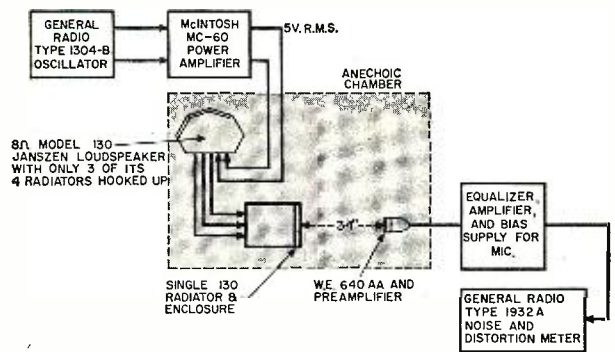 GENERAL
RADIO
TYPE 1304-B
OSCILLATOR
McINTOSH
MC-60
POWER
AMPLIFIER
5V. R.M.S.
ANECHOIC
CHAMBER
8Ω MODEL 130
JANSZEN LOUDSPEAKER
WITH ONLY 3 OF ITS
4 RADIATORS HOOKED UP
SINGLE 130
RADIATOR &
ENCLOSURE
W.E. 640 AA AND
PREAMPLIFIER
EQUALIZER,
AMPLIFIER,
AND BIAS
SUPPLY FOR
MIC.
GENERAL RADIO
TYPE 1932A
NOISE AND
DISTORTION METER